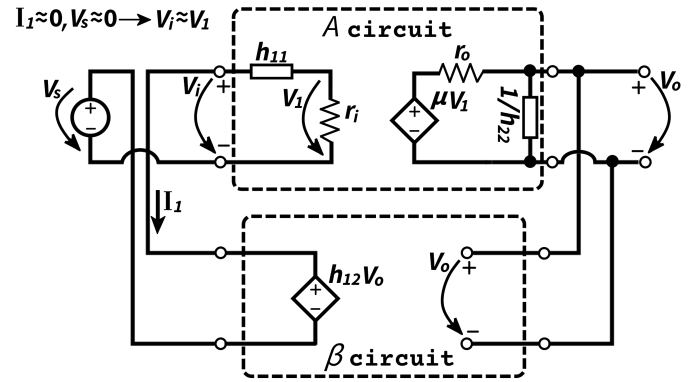 I₁≈0, Vₛ≈0→Vᵢ≈V₁
A circuit
h₁₁
rₒ
Vₛ
+
−
Vᵢ
+
−
V₁
rᵢ
+
−
μV₁
1/h₂₂
+
−
Vₒ
I₁
+
−
h₁₂Vₒ
Vₒ
+
−
β circuit